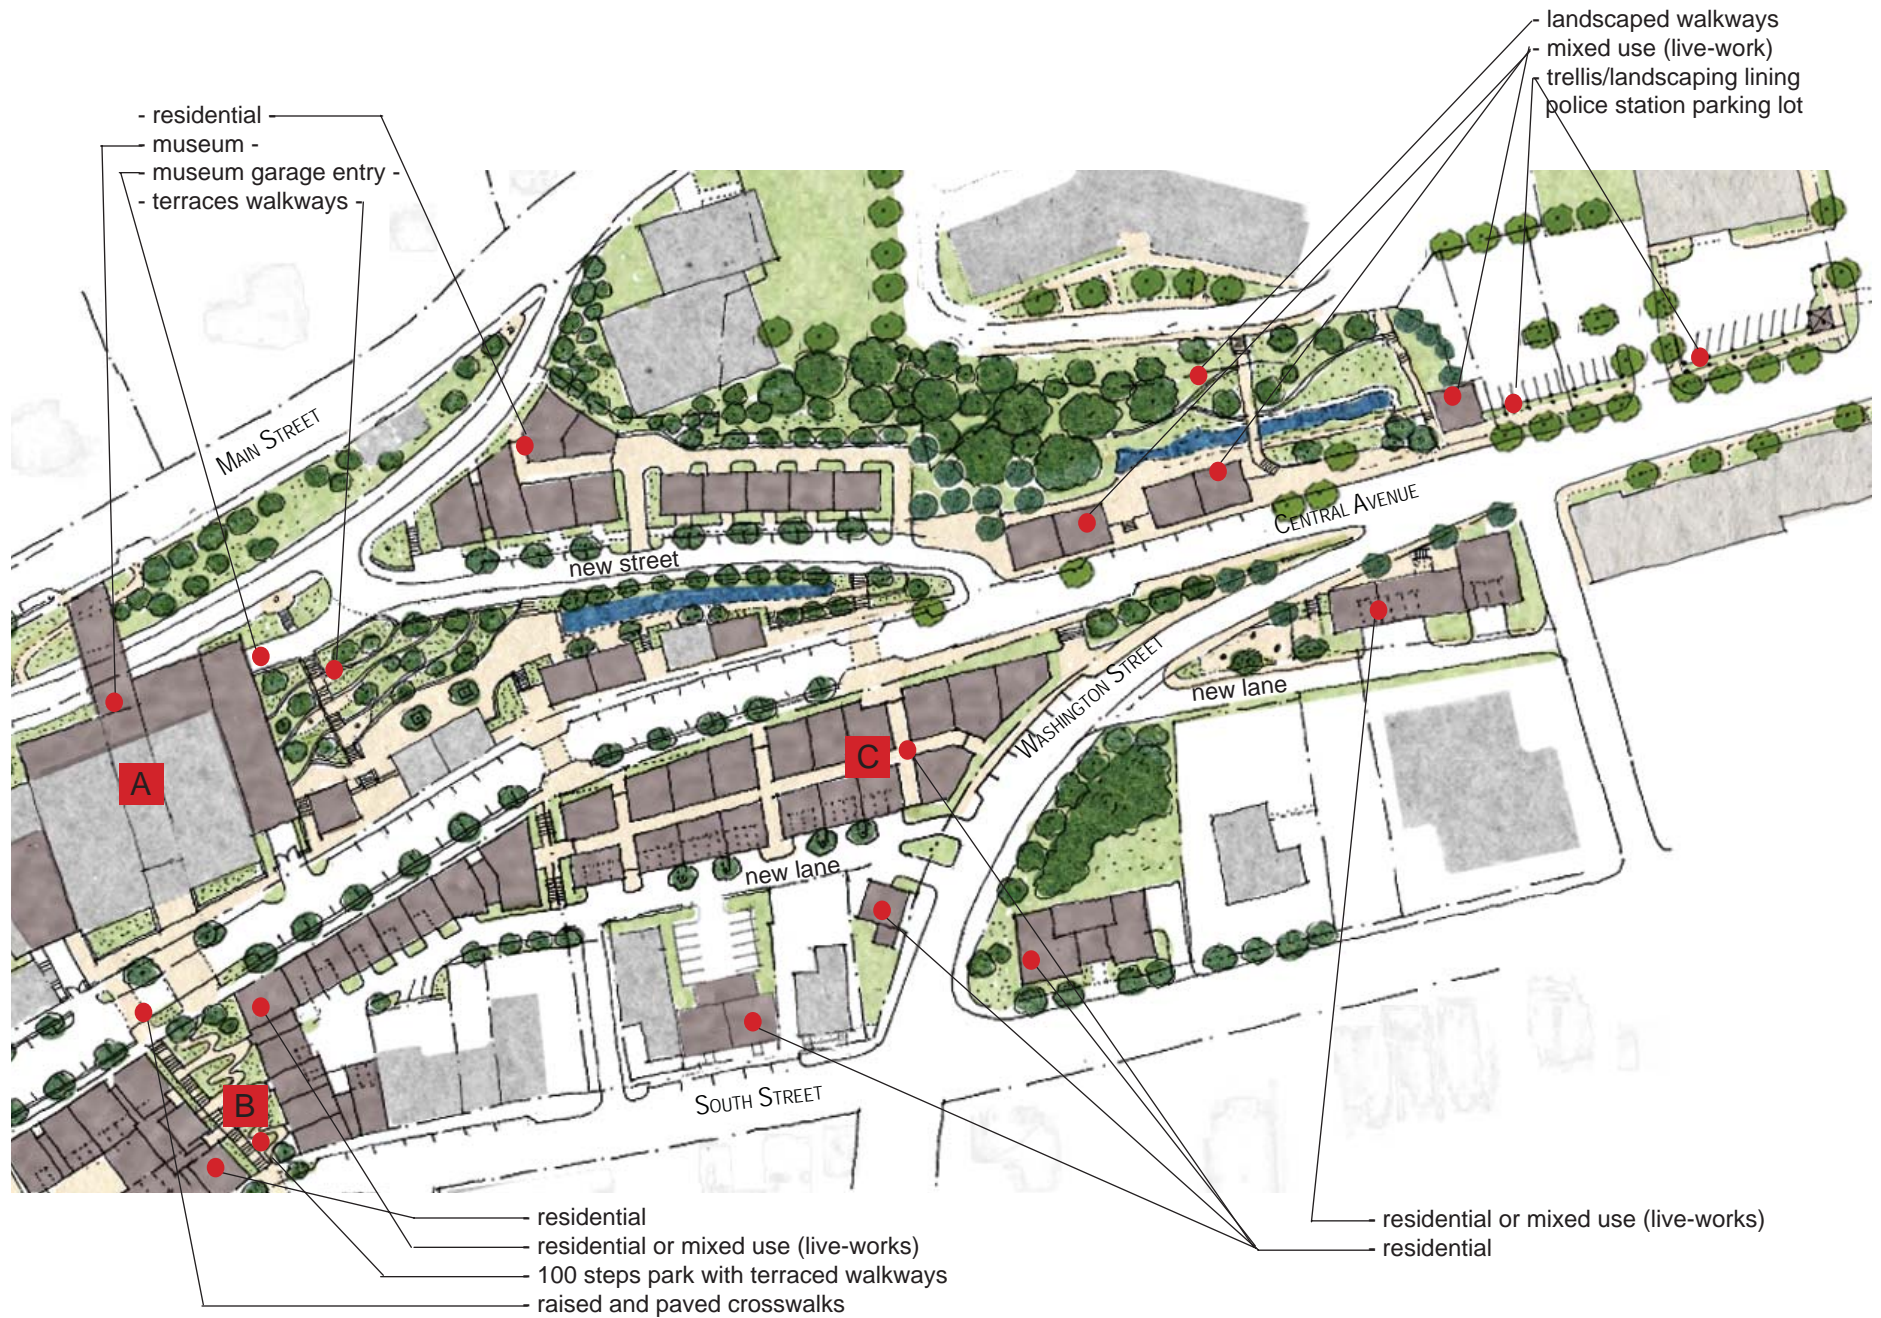 - landscaped walkways
- mixed use (live-work)
- trellis/landscaping lining
police station parking lot
- residential -
- museum -
- museum garage entry -
- terraces walkways -
MAIN STREET
CENTRAL AVENUE
new street
WASHINGTON STREET
new lane
A
C
new lane
B
SOUTH STREET
- residential
- residential or mixed use (live-works)
- 100 steps park with terraced walkways
- raised and paved crosswalks
- residential or mixed use (live-works)
- residential